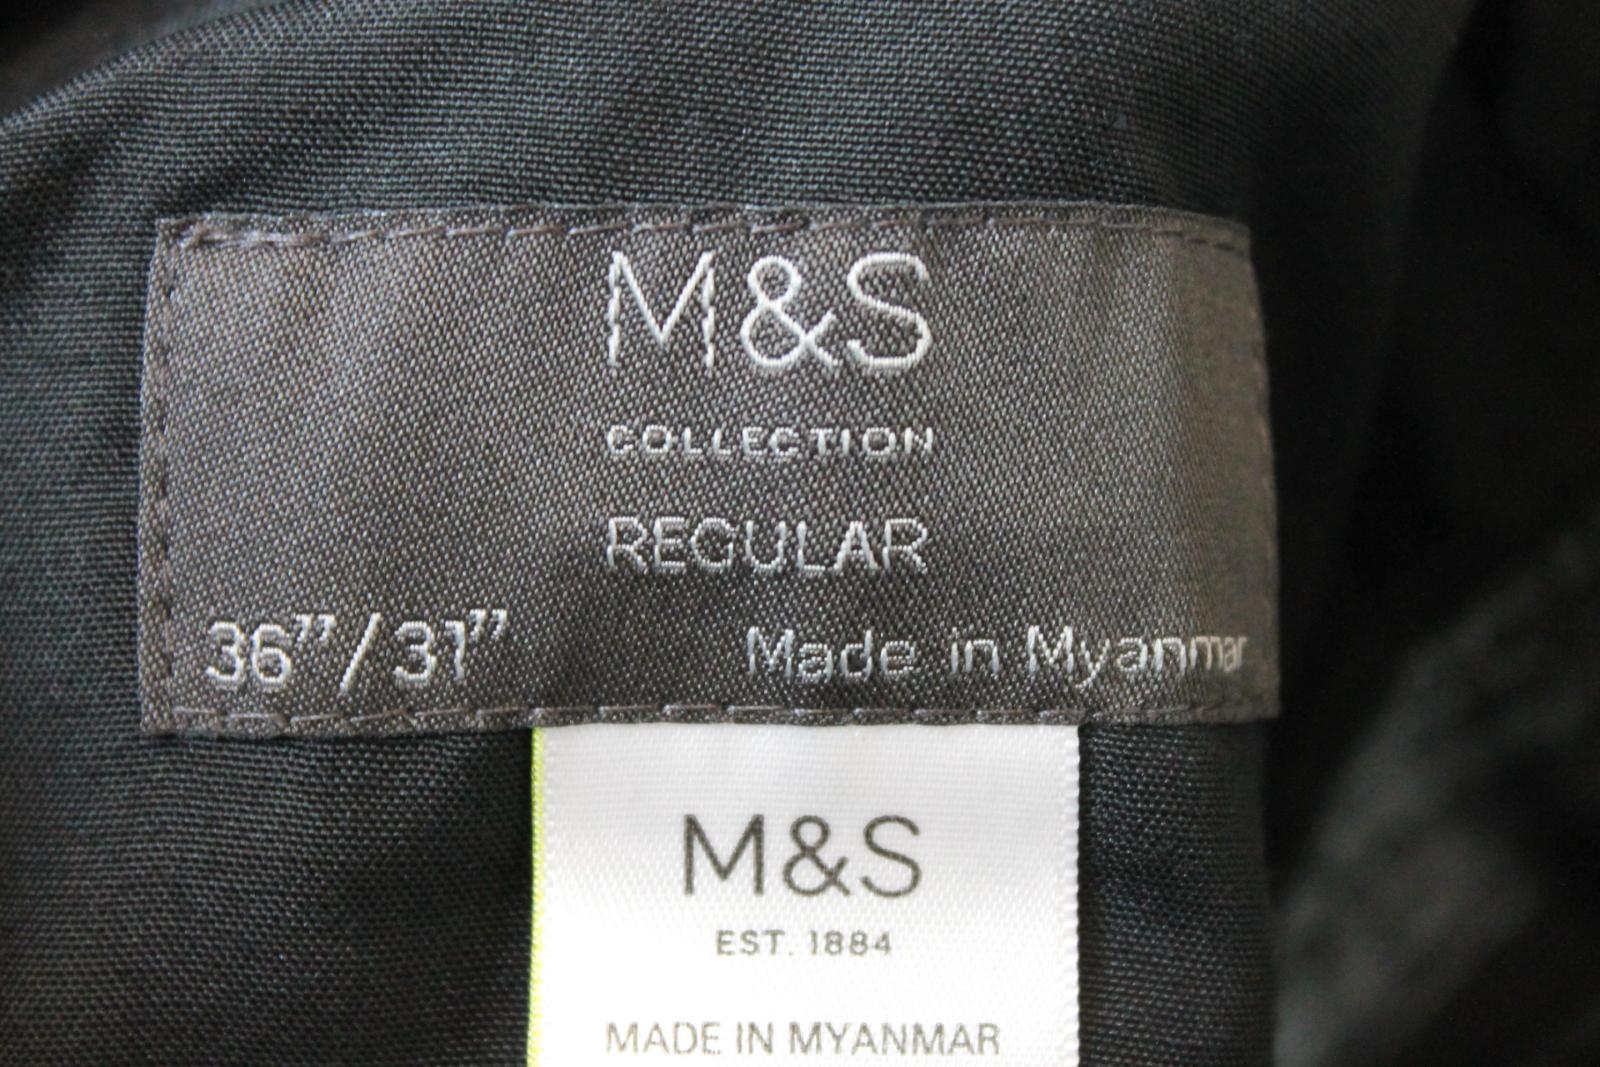 M&S
COLLECTION
REGULAR
36”/31” Made in Myanmar
M&S
EST. 1884
MADE IN MYANMAR